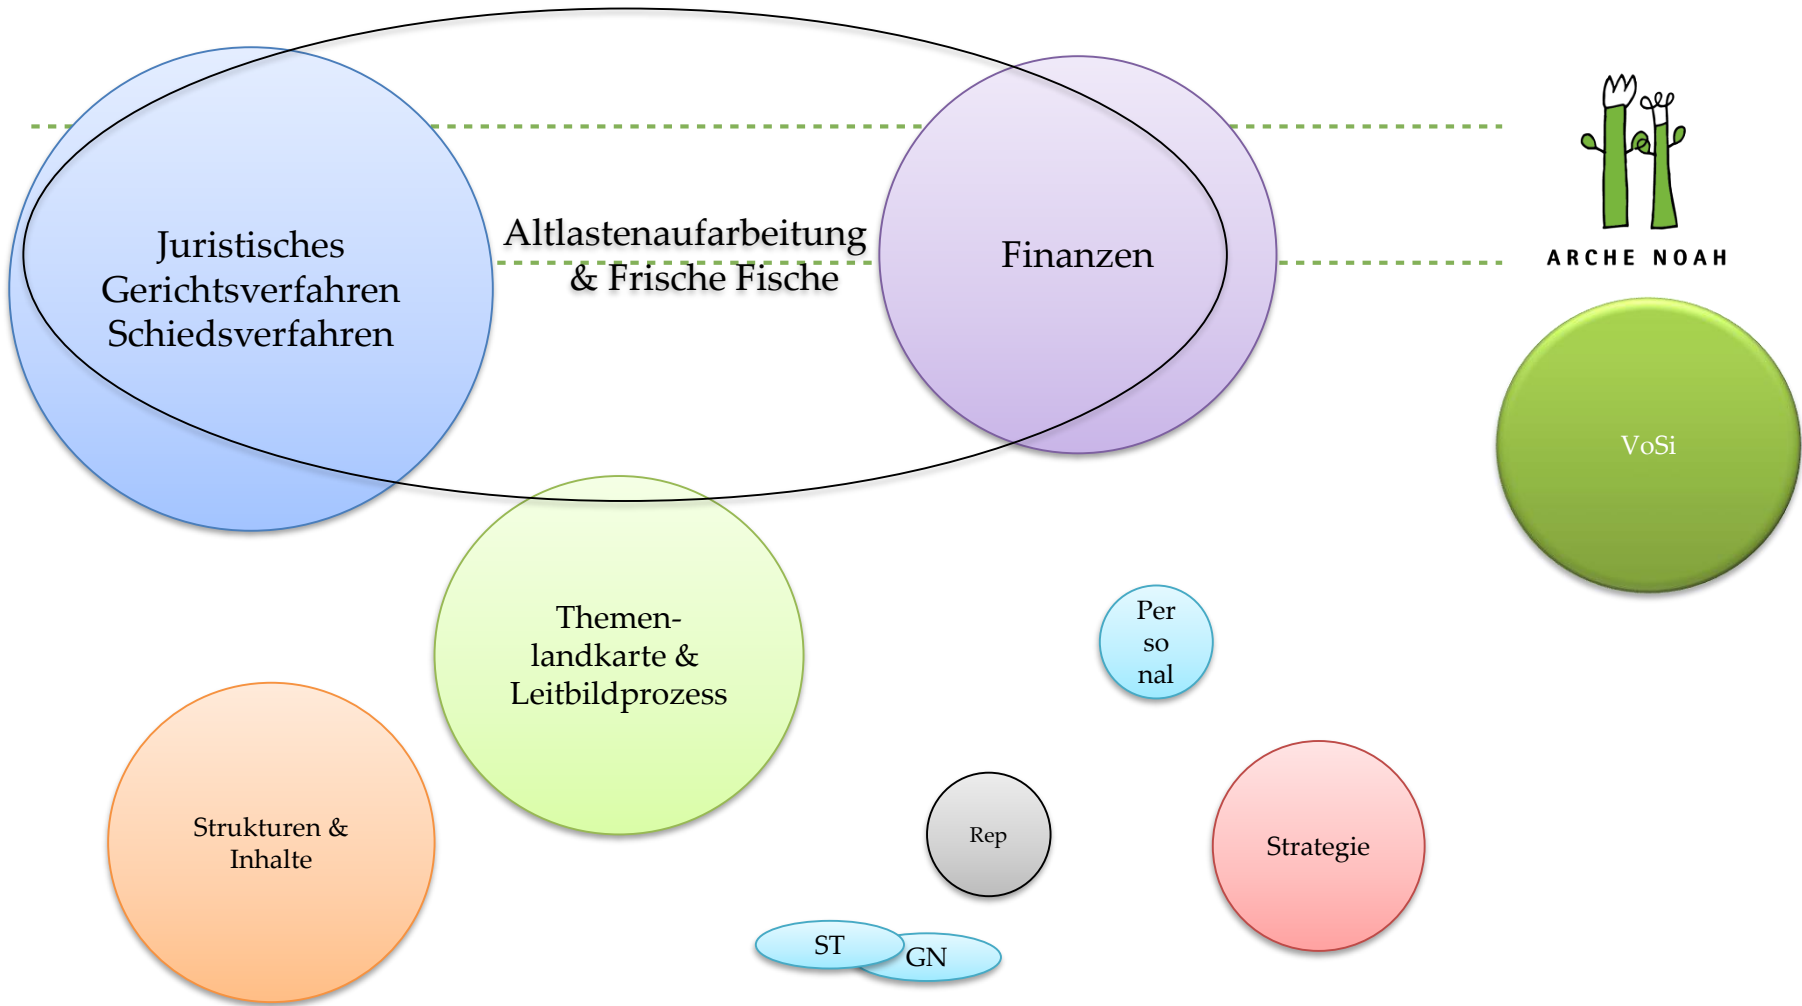 Juristisches
Gerichtsverfahren
Schiedsverfahren
Altlastenaufarbeitung
& Frische Fische
Finanzen
ARCHE NOAH
VoSi
Themen-
landkarte &
Leitbildprozess
Per
so
nal
Strukturen &
Inhalte
Rep
Strategie
ST
GN